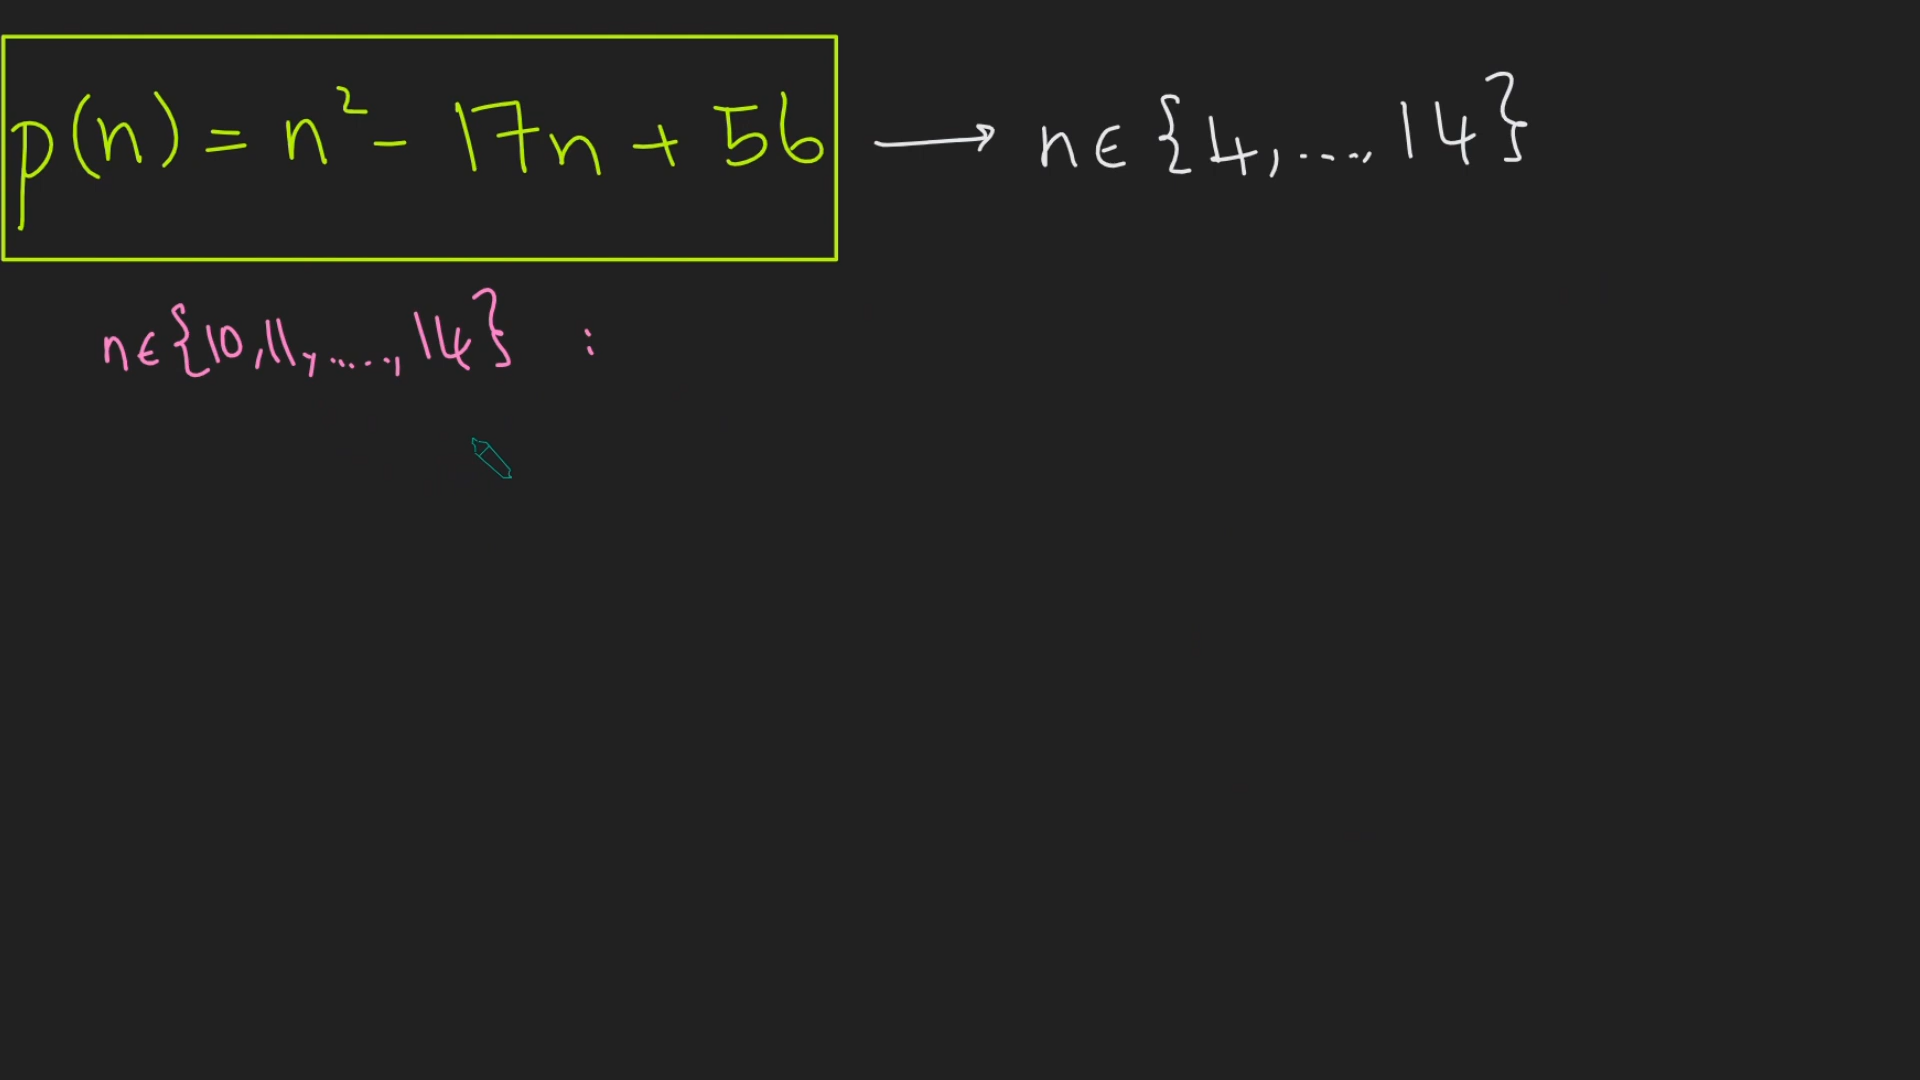 p(n) = n² - 17n + 56 → n ∈ {4, ..., 14}
n ∈ {10, 11, ....., 14} :